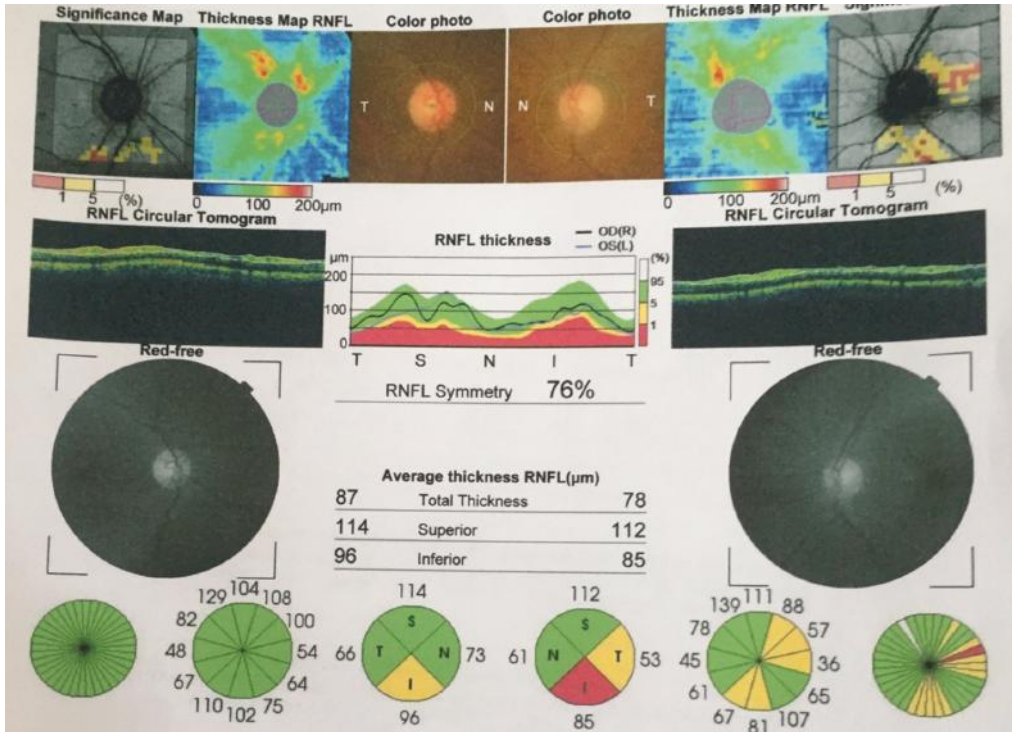 Significance Map Thickness Map RNFL Color photo Color photo Thickness Map RNFL
T N N T
1 5 (%) 0 100 200μm 0 100 200μm 1 5 (%)
RNFL Circular Tomogram RNFL Circular Tomogram
RNFL thickness
OD(R)
OS(L)
μm
200
100
0
(%)
95
5
1
T S N I T
Red-free Red-free
RNFL Symmetry 76%
Average thickness RNFL(μm)
87 Total Thickness 78
114 Superior 112
96 Inferior 85
129 104 108
82 100
48 54
67 64
110 102 75
114
S
66 T N 73
I
96
112
S
61 N T 53
I
85
139 111 88
78 57
45 36
61 65
67 81 107